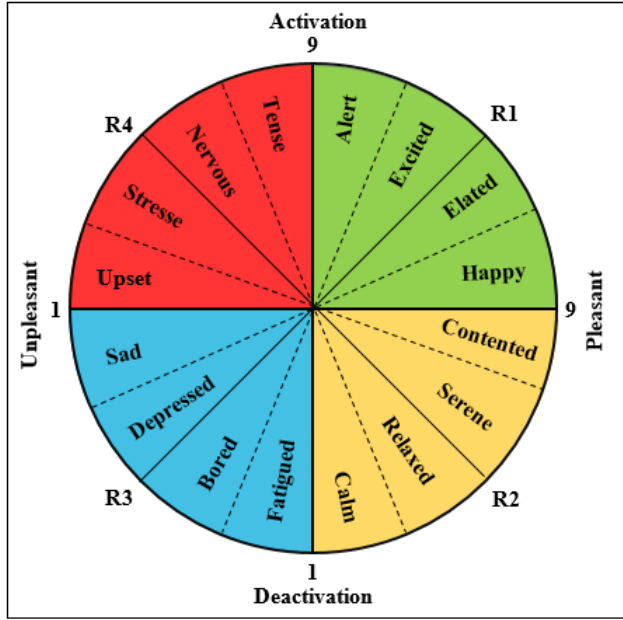 Activation
9
R4
R1
Tense
Alert
Nervous
Excited
Stresse
Elated
Upset
Happy
Unpleasant
1
9
Pleasant
Sad
Contented
Depressed
Serene
Bored
Relaxed
Fatigued
Calm
R3
R2
1
Deactivation